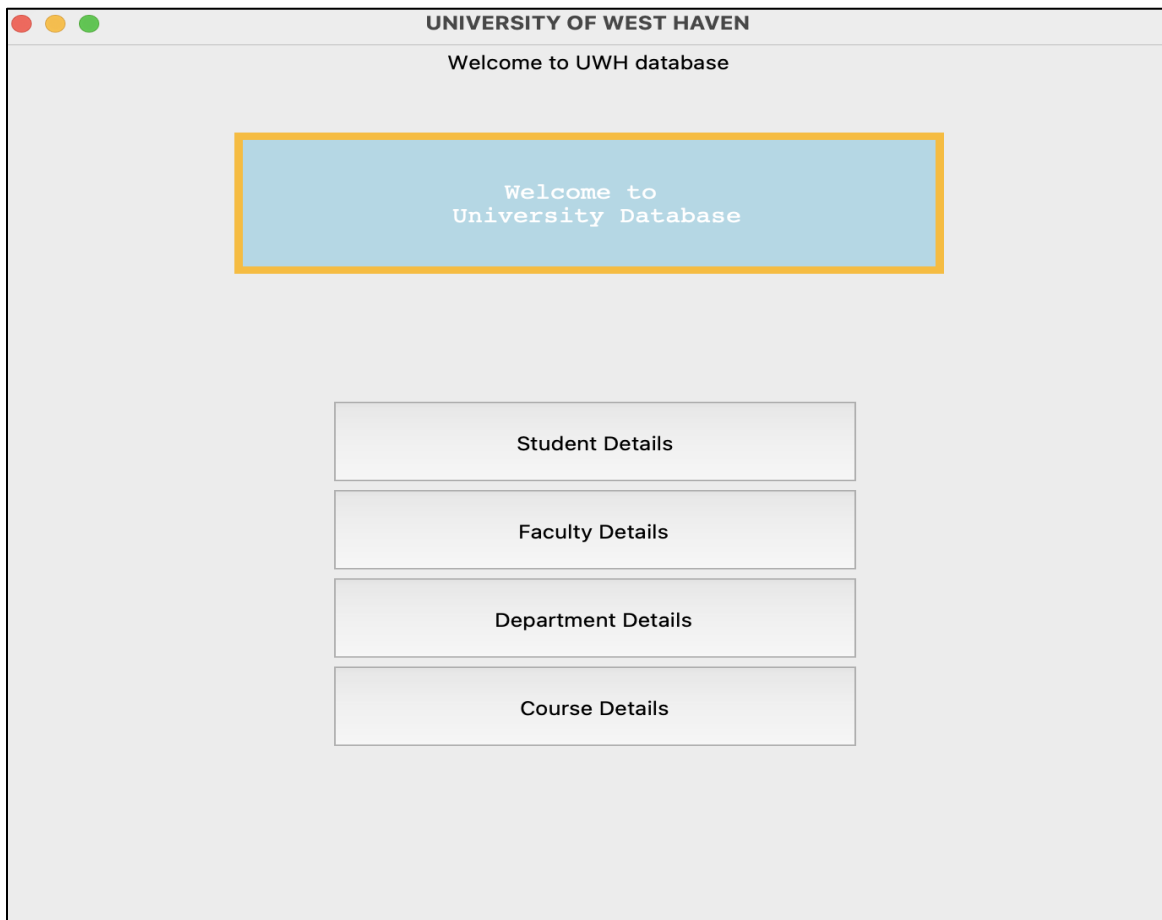 UNIVERSITY OF WEST HAVEN
Welcome to UWH database
Welcome to
University Database
Student Details
Faculty Details
Department Details
Course Details